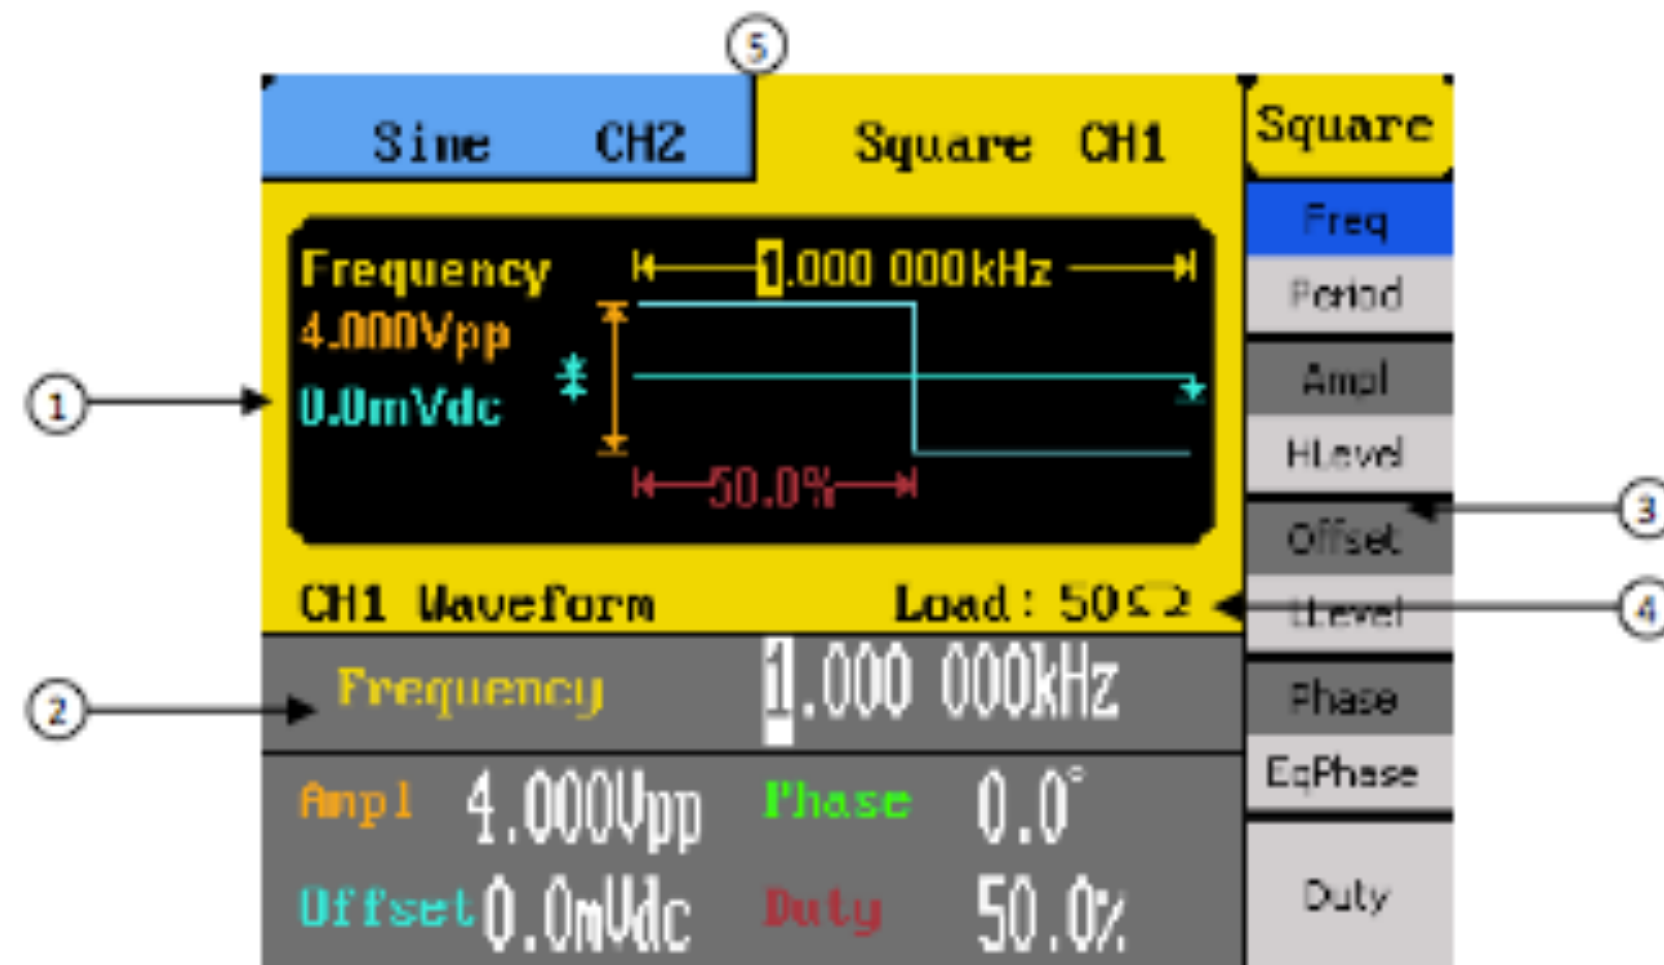 5
Sine CH2 Square CH1 Square
Freq
Period
Ampl
HLevel
Offset
LLevel
Phase
EqPhase
Duty
Frequency 1.000 000kHz
4.000Vpp
0.0mVdc
50.0%
CH1 Waveform Load: 50Ω
Frequency 1.000 000kHz
Ampl 4.000Vpp Phase 0.0°
Offset 0.0mVdc Duty 50.0%
1
2
3
4